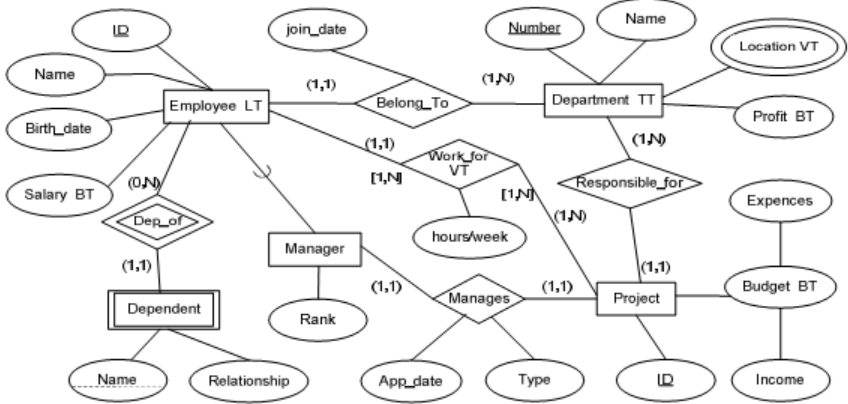 ID
join_date
Number
Name
Location VT
Name
(1,1)
(1,N)
Employee LT
Belong_To
Department TT
Birth_date
Profit BT
(1,1)
(1,N)
Work_for
VT
[1,N]
(0,N)
Responsible_for
Salary BT
[1,N]
Expences
Dep_of
(1,N)
hours/week
Manager
(1,1)
(1,1)
Budget BT
(1,1)
Manages
(1,1)
Project
Dependent
Rank
Name
Relationship
App_date
Type
ID
Income